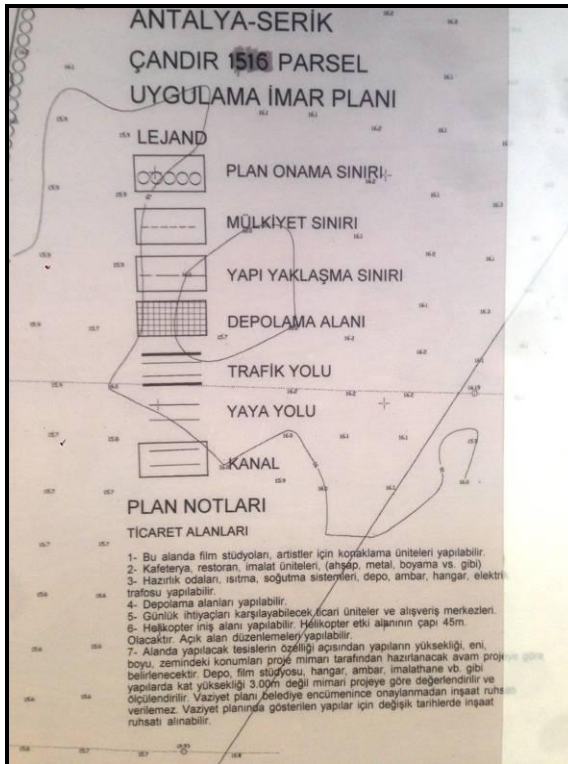 ANTALYA-SERİK
ÇANDIR 1516 PARSEL
UYGULAMA İMAR PLANI
LEJAND
PLAN ONAMA SINIRI
MÜLKİYET SINIRI
YAPI YAKLAŞMA SINIRI
DEPOLAMA ALANI
TRAFİK YOLU
YAYA YOLU
KANAL
PLAN NOTLARI
TİCARET ALANLARI
1- Bu alanda film stüdyoları, artistler için konaklama üniteleri yapılabilir.
2- Kafeterya, restoran, imalat üniteleri, (ahşap, metal, boyama vs. gibi)
3- Hazırlık odaları, ısıtma, soğutma sistemleri, depo, ambar, hangar, elektrik
trafosu yapılabilir.
4- Depolama alanları yapılabilir.
5- Günlük ihtiyaçları karşılayabilecek ticari üniteler ve alışveriş merkezleri.
6- Helikopter iniş alanı yapılabilir. Helikopter etki alanının çapı 45m.
Olacaktır. Açık alan düzenlemeleri yapılabilir.
7- Alanda yapılacak tesislerin özelliği açısından yapıların yüksekliği, eni,
boyu, zemindeki konumları proje mimarı tarafından hazırlanacak avam projeye göre
belirlenecektir. Depo, film stüdyosu, hangar, ambar, imalathane vb. gibi
yapılarda kat yüksekliği 3.00m değil mimari projeye göre değerlendirilir ve
ölçülendirilir. Vaziyet planı belediye encümenince onaylanmadan inşaat ruhsatı
verilemez. Vaziyet planında gösterilen yapılar için değişik tarihlerde inşaat
ruhsatı alınabilir.